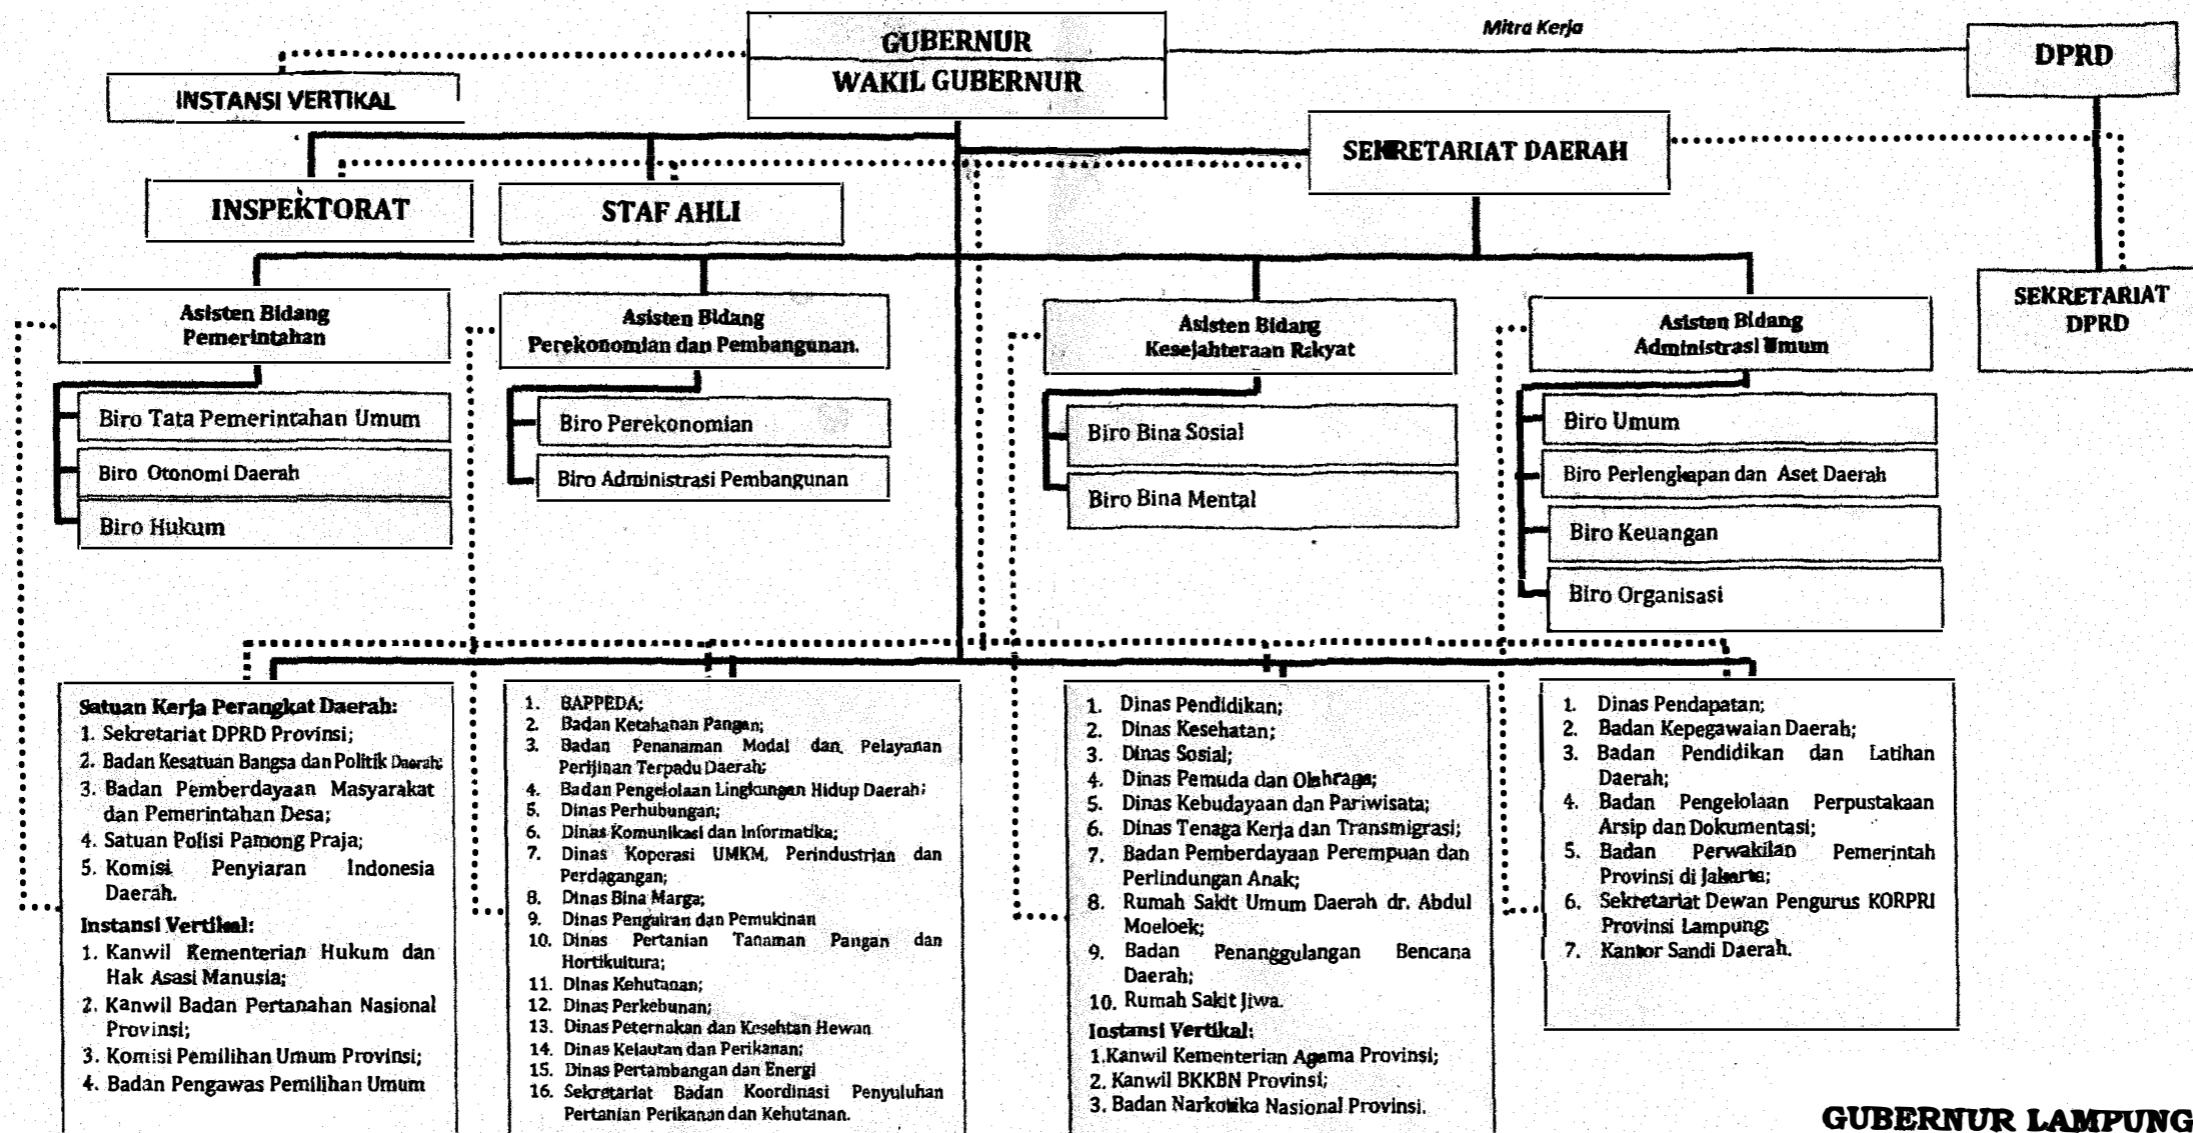 Mitra Kerja
GUBERNUR
WAKIL GUBERNUR
DPRD
INSTANSI VERTIKAL
SEKRETARIAT DAERAH
INSPEKTORAT
STAF AHLI
SEKRETARIAT
DPRD
Asisten Bidang
Pemerintahan
Asisten Bidang
Perekonomian dan Pembangunan.
Asisten Bidang
Kesejahteraan Rakyat
Asisten Bidang
Administrasi Umum
Biro Tata Pemerintahan Umum
Biro Otonomi Daerah
Biro Hukum
Biro Perekonomian
Biro Administrasi Pembangunan
Biro Bina Sosial
Biro Bina Mental
Biro Umum
Biro Perlengkapan dan Aset Daerah
Biro Keuangan
Biro Organisasi
Satuan Kerja Perangkat Daerah:
1. Sekretariat DPRD Provinsi;
2. Badan Kesatuan Bangsa dan Politik Daerah;
3. Badan Pemberdayaan Masyarakat
dan Pemerintahan Desa;
4. Satuan Polisi Pamong Praja;
5. Komisi Penyiaran Indonesia
Daerah.
Instansi Vertikal:
1. Kanwil Kementerian Hukum dan
Hak Asasi Manusia;
2. Kanwil Badan Pertanahan Nasional
Provinsi;
3. Komisi Pemilihan Umum Provinsi;
4. Badan Pengawas Pemilihan Umum
1. BAPPEDA;
2. Badan Ketahanan Pangan;
3. Badan Penanaman Modal dan Pelayanan
Perijinan Terpadu Daerah;
4. Badan Pengelolaan Lingkungan Hidup Daerah;
5. Dinas Perhubungan;
6. Dinas Komunikasi dan Informatika;
7. Dinas Koperasi UMKM, Perindustrian dan
Perdagangan;
8. Dinas Bina Marga;
9. Dinas Pengairan dan Pemukinan
10. Dinas Pertanian Tanaman Pangan dan
Hortikultura;
11. Dinas Kehutanan;
12. Dinas Perkebunan;
13. Dinas Peternakan dan Kesehtan Hewan
14. Dinas Kelautan dan Perikanan;
15. Dinas Pertambangan dan Energi
16. Sekretariat Badan Koordinasi Penyuluhan
Pertanian Perikanan dan Kehutanan.
1. Dinas Pendidikan;
2. Dinas Kesehatan;
3. Dinas Sosial;
4. Dinas Pemuda dan Olahraga;
5. Dinas Kebudayaan dan Pariwisata;
6. Dinas Tenaga Kerja dan Transmigrasi;
7. Badan Pemberdayaan Perempuan dan
Perlindungan Anak;
8. Rumah Sakit Umum Daerah dr. Abdul
Moeloek;
9. Badan Penanggulangan Bencana
Daerah;
10. Rumah Sakit Jiwa.
Instansi Vertikal:
1.Kanwil Kementerian Agama Provinsi;
2. Kanwil BKKBN Provinsi;
3. Badan Narkotika Nasional Provinsi.
1. Dinas Pendapatan;
2. Badan Kepegawaian Daerah;
3. Badan Pendidikan dan Latihan
Daerah;
4. Badan Pengelolaan Perpustakaan
Arsip dan Dokumentasi;
5. Badan Perwakilan Pemerintah
Provinsi di Jakarta;
6. Sekretariat Dewan Pengurus KORPRI
Provinsi Lampung;
7. Kantor Sandi Daerah.
GUBERNUR LAMPUNG